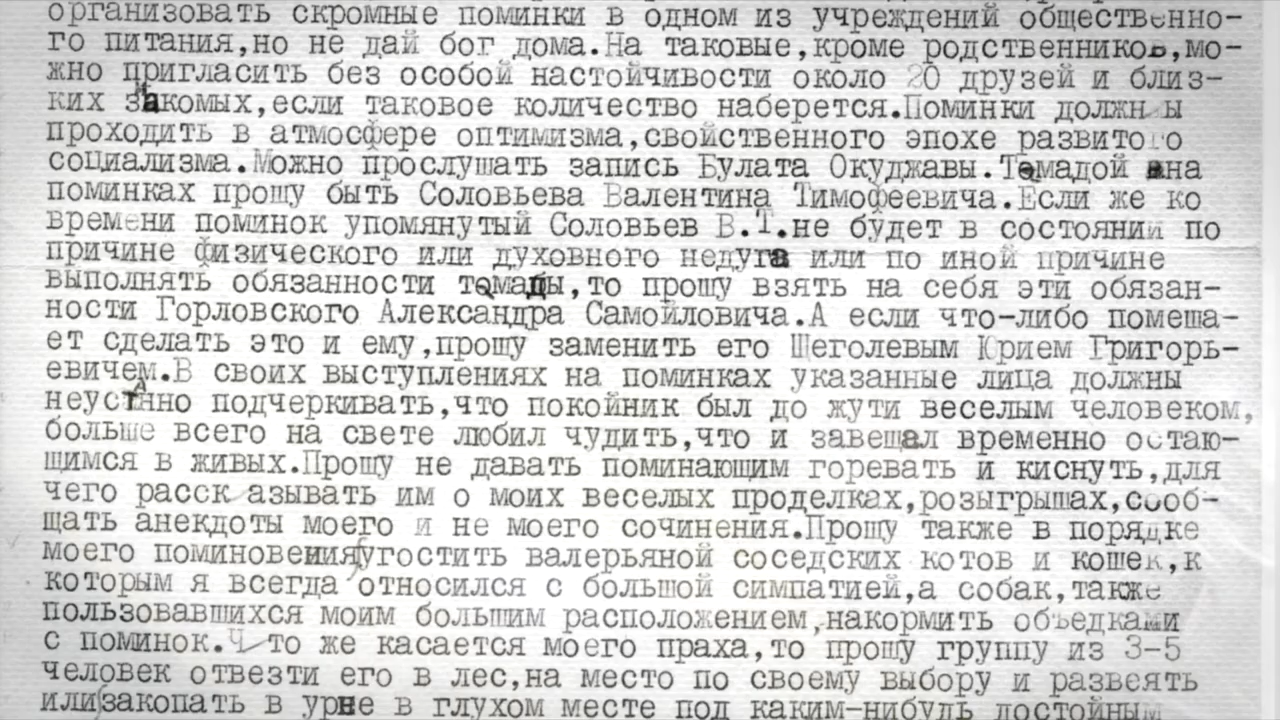 организовать скромные поминки в одном из учреждений общественно-
го питания,но не дай бог дома.На таковые,кроме родственников,мо-
жно пригласить без особой настойчивости около 20 друзей и близ-
ких знакомых,если таковое количество наберется.Поминки должны
проходить в атмосфере оптимизма,свойственного эпохе развитого
социализма.Можно прослушать запись Булата Окуджавы.Томадой на
поминках прошу быть Соловьева Валентина Тимофеевича.Если же ко
времени поминок упомянутый Соловьев В.Т.не будет в состоянии по
причине физического или духовного недуга или по иной причине
выполнять обязанности томады,то прошу взять на себя эти обязан-
ности Горловского Александра Самойловича.А если что-либо помеша-
ет сделать это и ему,прошу заменить его Щеголевым Юрием Григорь-
евичем.В своих выступлениях на поминках указанные лица должны
неустанно подчеркивать,что покойник был до жути веселым человеком,
больше всего на свете любил чудить,что и завещал временно остаю-
щимся в живых.Прошу не давать поминающим горевать и киснуть,для
чего расск азывать им о моих веселых проделках,розыгрышах,сооб-
щать анекдоты моего и не моего сочинения.Прошу также в порядке
моего поминовения угостить валерьяной соседских котов и кошек,к
которым я всегда относился с большой симпатией,а собак,также
пользовавшихся моим большим расположением,накормить объедками
с поминок.Что же касается моего праха,то прошу группу из 3-5
человек отвезти его в лес,на место по своему выбору и развеять
или закопать в урне в глухом месте под каким-нибудь достойным